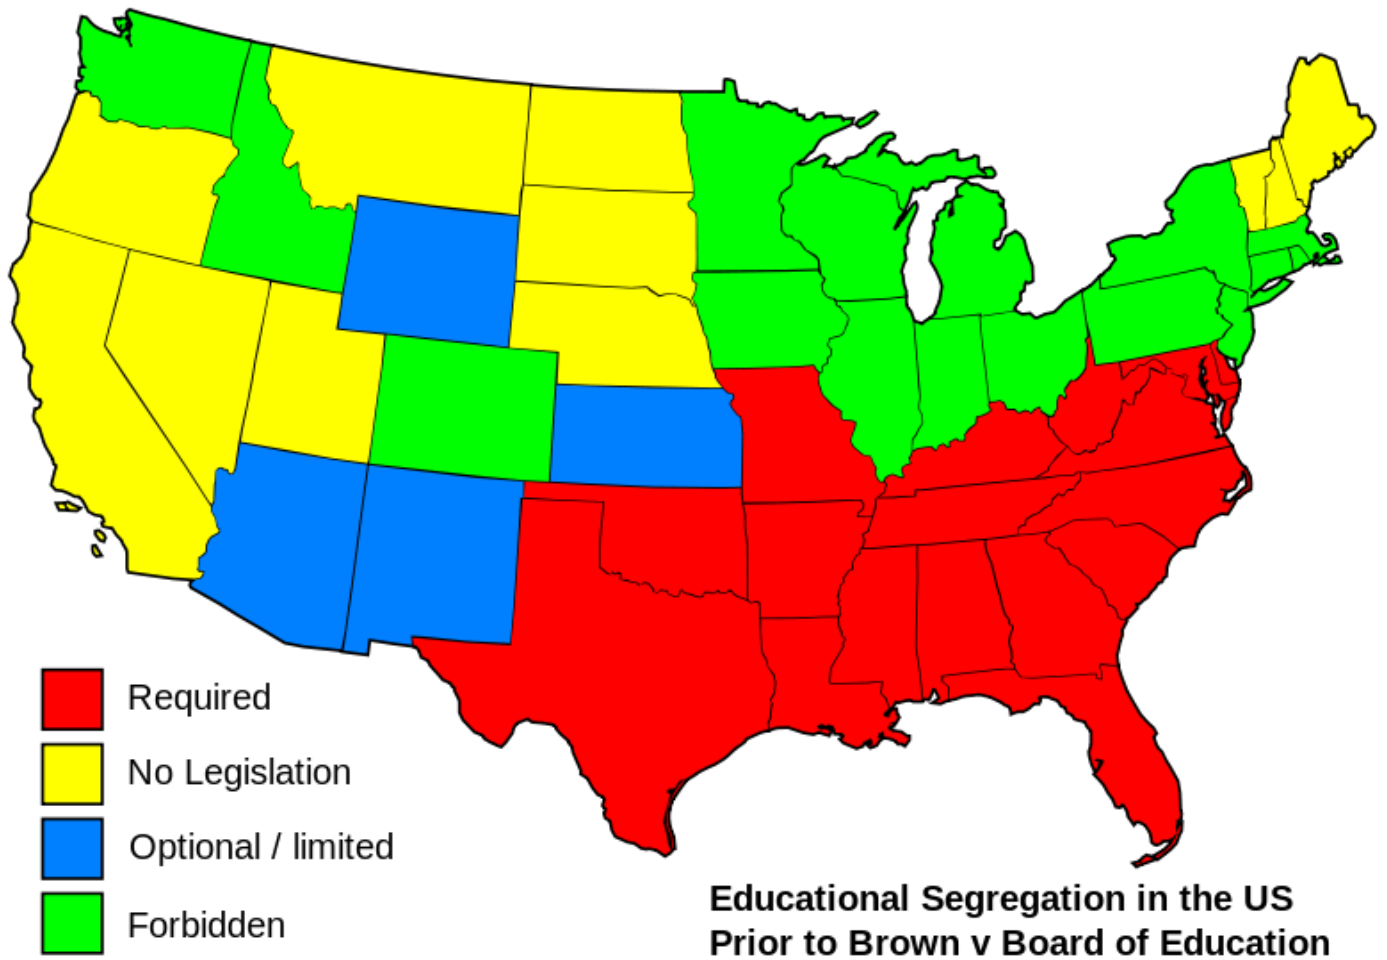 Required
No Legislation
Optional / limited
Forbidden
Educational Segregation in the US
Prior to Brown v Board of Education